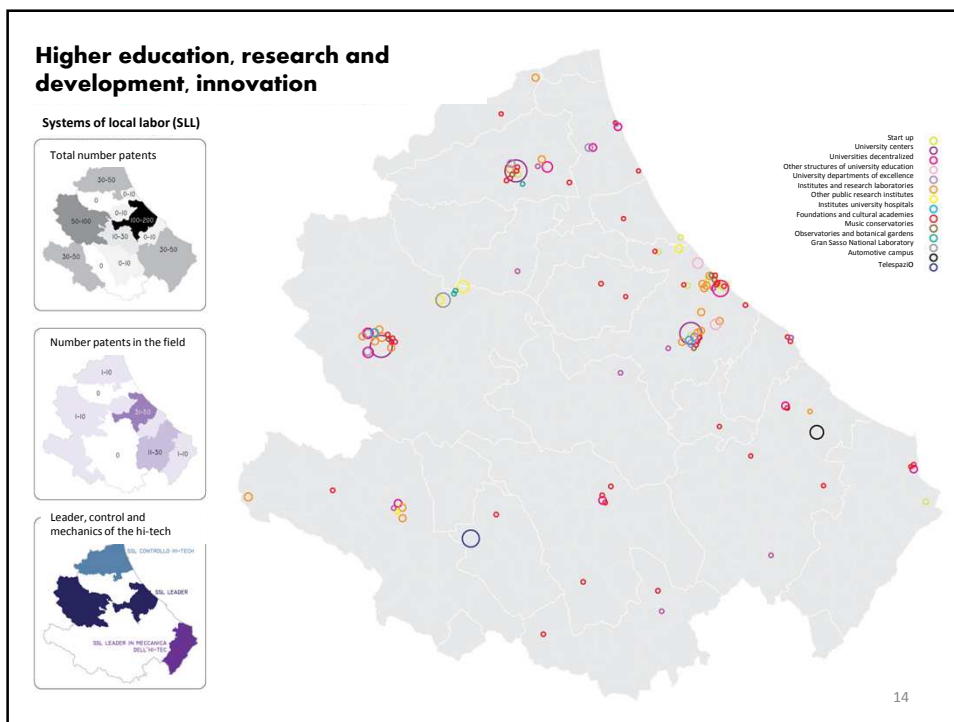 Higher education, research and
development, innovation
Systems of local labor (SLL)
Total number patents
30-50
0-10
0
0-10
100-200
50-100
10-30
0-10
30-50
30-50
0
0-10
Number patents in the field
1-10
0
31-50
1-10
0
11-30
1-10
Leader, control and
mechanics of the hi-tech
SSL CONTROLLO HI-TECH
SSL LEADER
SSL LEADER IN MECCANICA
DELL'HI-TEC
Start up
University centers
Universities decentralized
Other structures of university education
University departments of excellence
Institutes and research laboratories
Other public research institutes
Institutes university hospitals
Foundations and cultural academies
Music conservatories
Observatories and botanical gardens
Gran Sasso National Laboratory
Automotive campus
TelespaziO
14